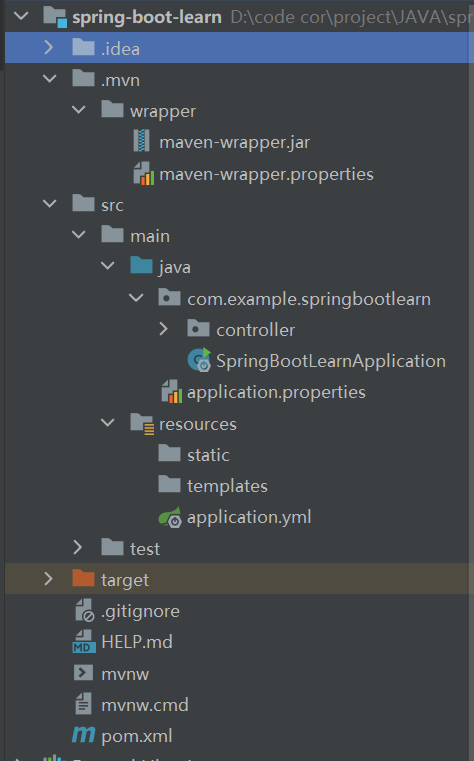 spring-boot-learn D:\code cor\project\JAVA\spr
.idea
.mvn
wrapper
maven-wrapper.jar
maven-wrapper.properties
src
main
java
com.example.springbootlearn
controller
SpringBootLearnApplication
application.properties
resources
static
templates
application.yml
test
target
.gitignore
MD
HELP.md
mvnw
mvnw.cmd
m pom.xml